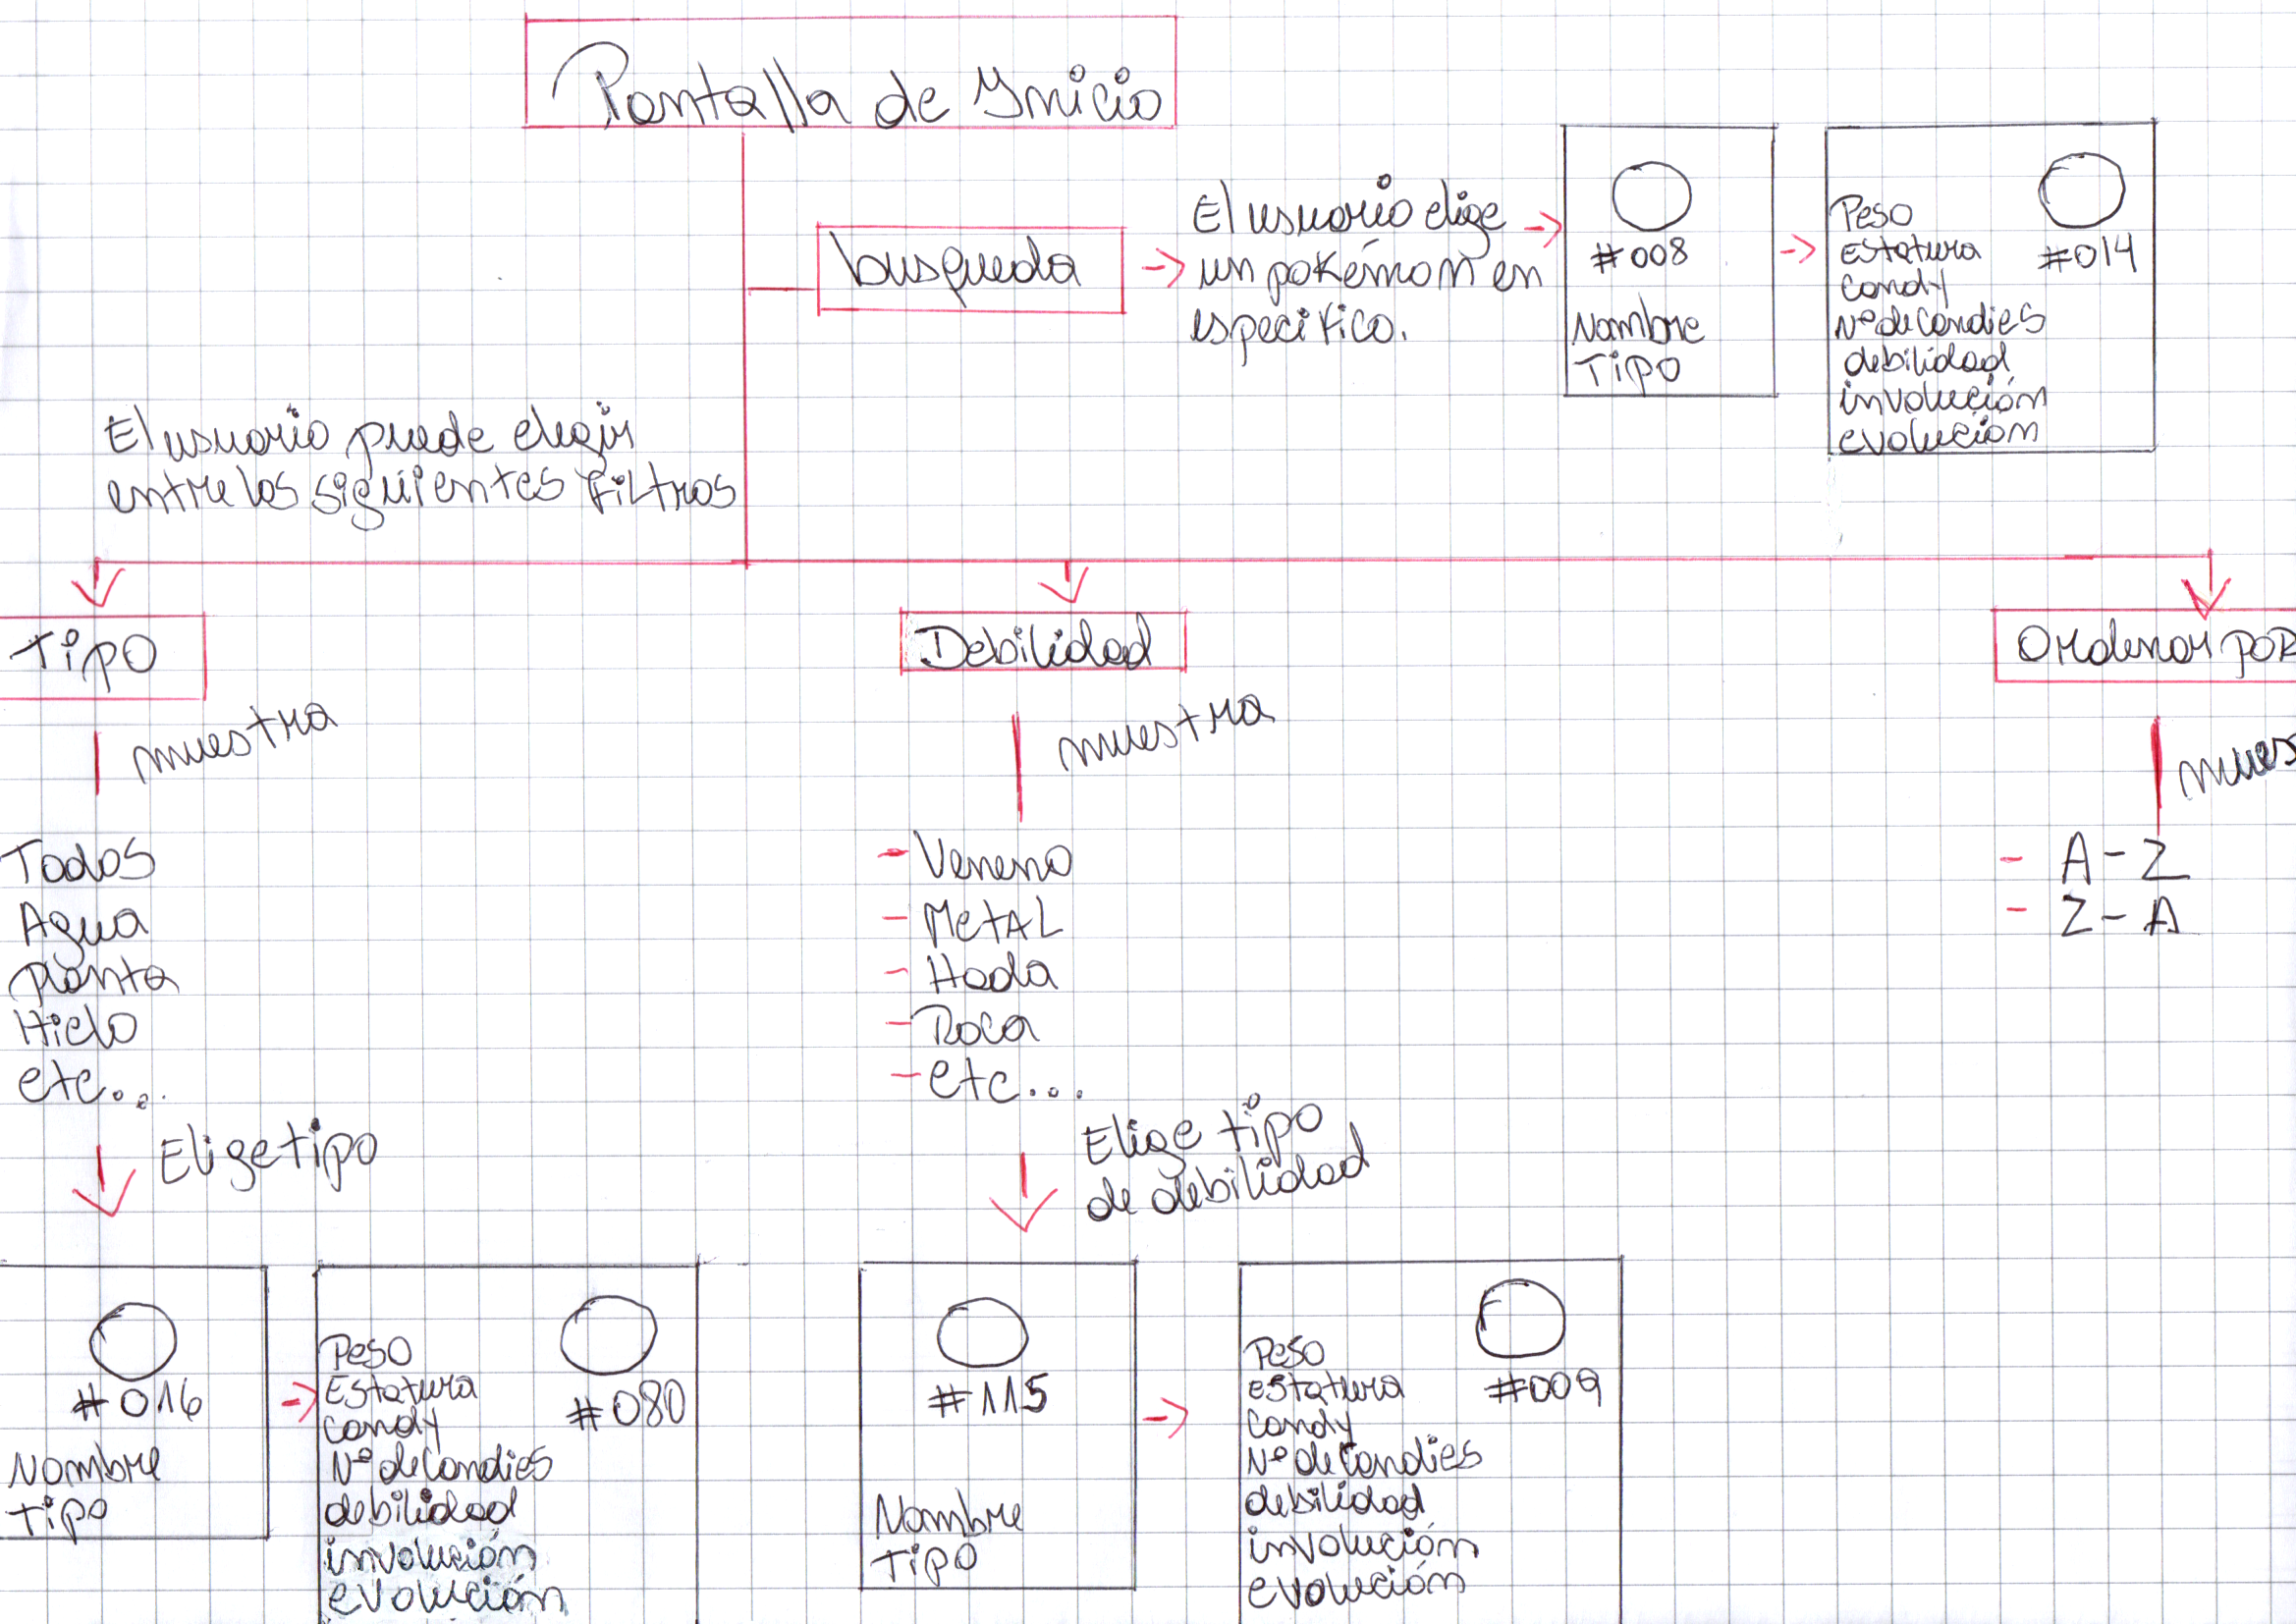 Pantalla de Inicio
busqueda
El usuario elige
un pokémon en
especifico.
#008
Nombre
Tipo
Peso
Estatura
candy
Nº de candies
debilidad
involución
evolución
#014
El usuario puede elegir
entre los siguientes filtros
Tipo
muestra
Todos
Agua
planta
Hielo
etc...
Elige tipo
#016
Nombre
tipo
Peso
Estatura
candy
Nº de candies
debilidad
involución
evolución
#080
Debilidad
muestra
- Veneno
- Metal
- Hada
- Roca
- etc...
Elige tipo
de debilidad
#115
Nombre
Tipo
Peso
estatura
candy
Nº de candies
debilidad
involución
evolución
#009
Ordenar por
mues
- A-Z
- Z-A